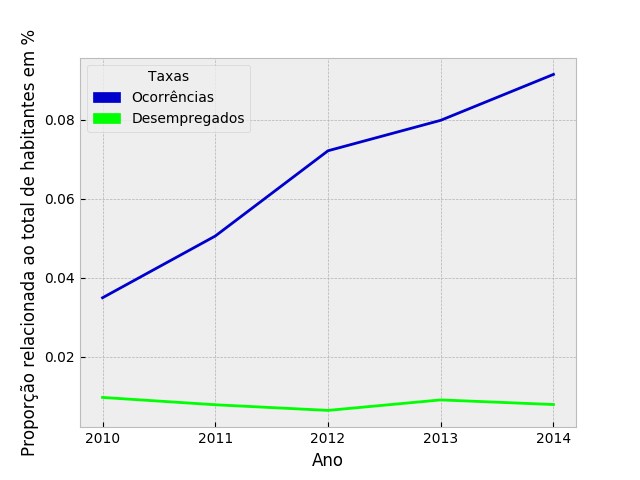 Proporção relacionada ao total de habitantes em %
Taxas
Ocorrências
Desempregados
0.08
0.06
0.04
0.02
2010 2011 2012 2013 2014
Ano